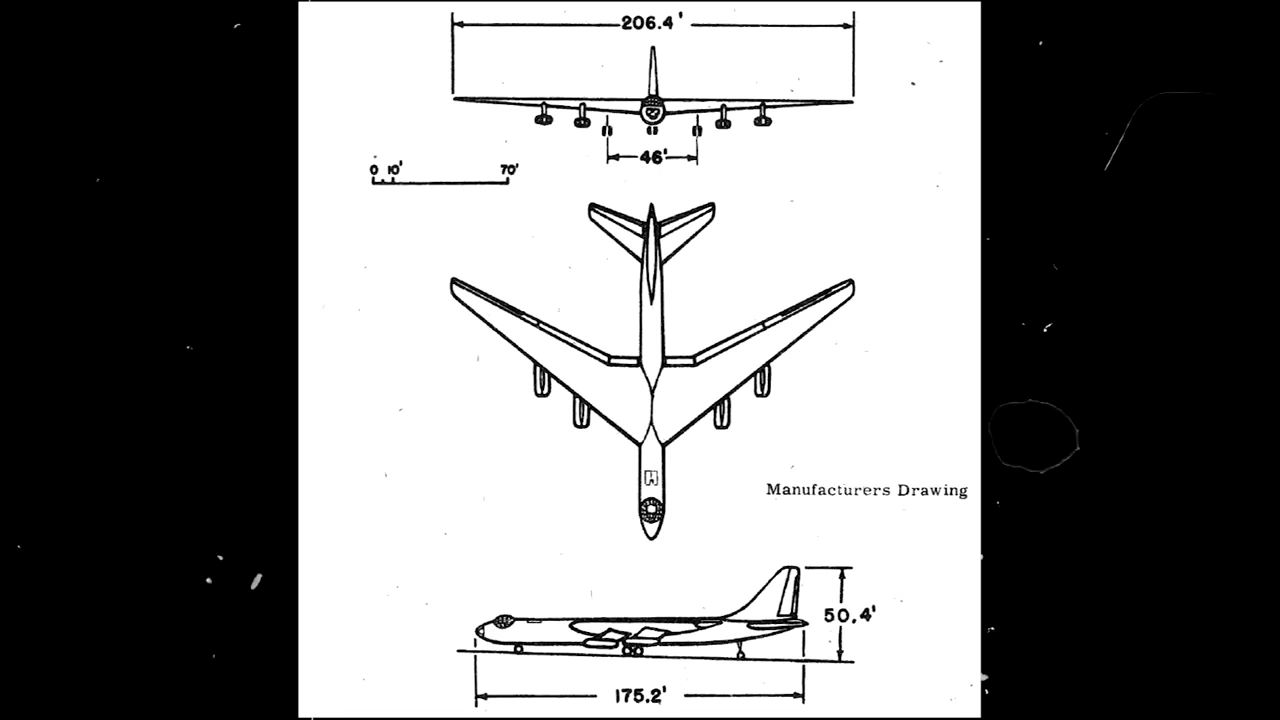 206.4'
46'
0 10' 70'
Manufacturers Drawing
50.4'
175.2'